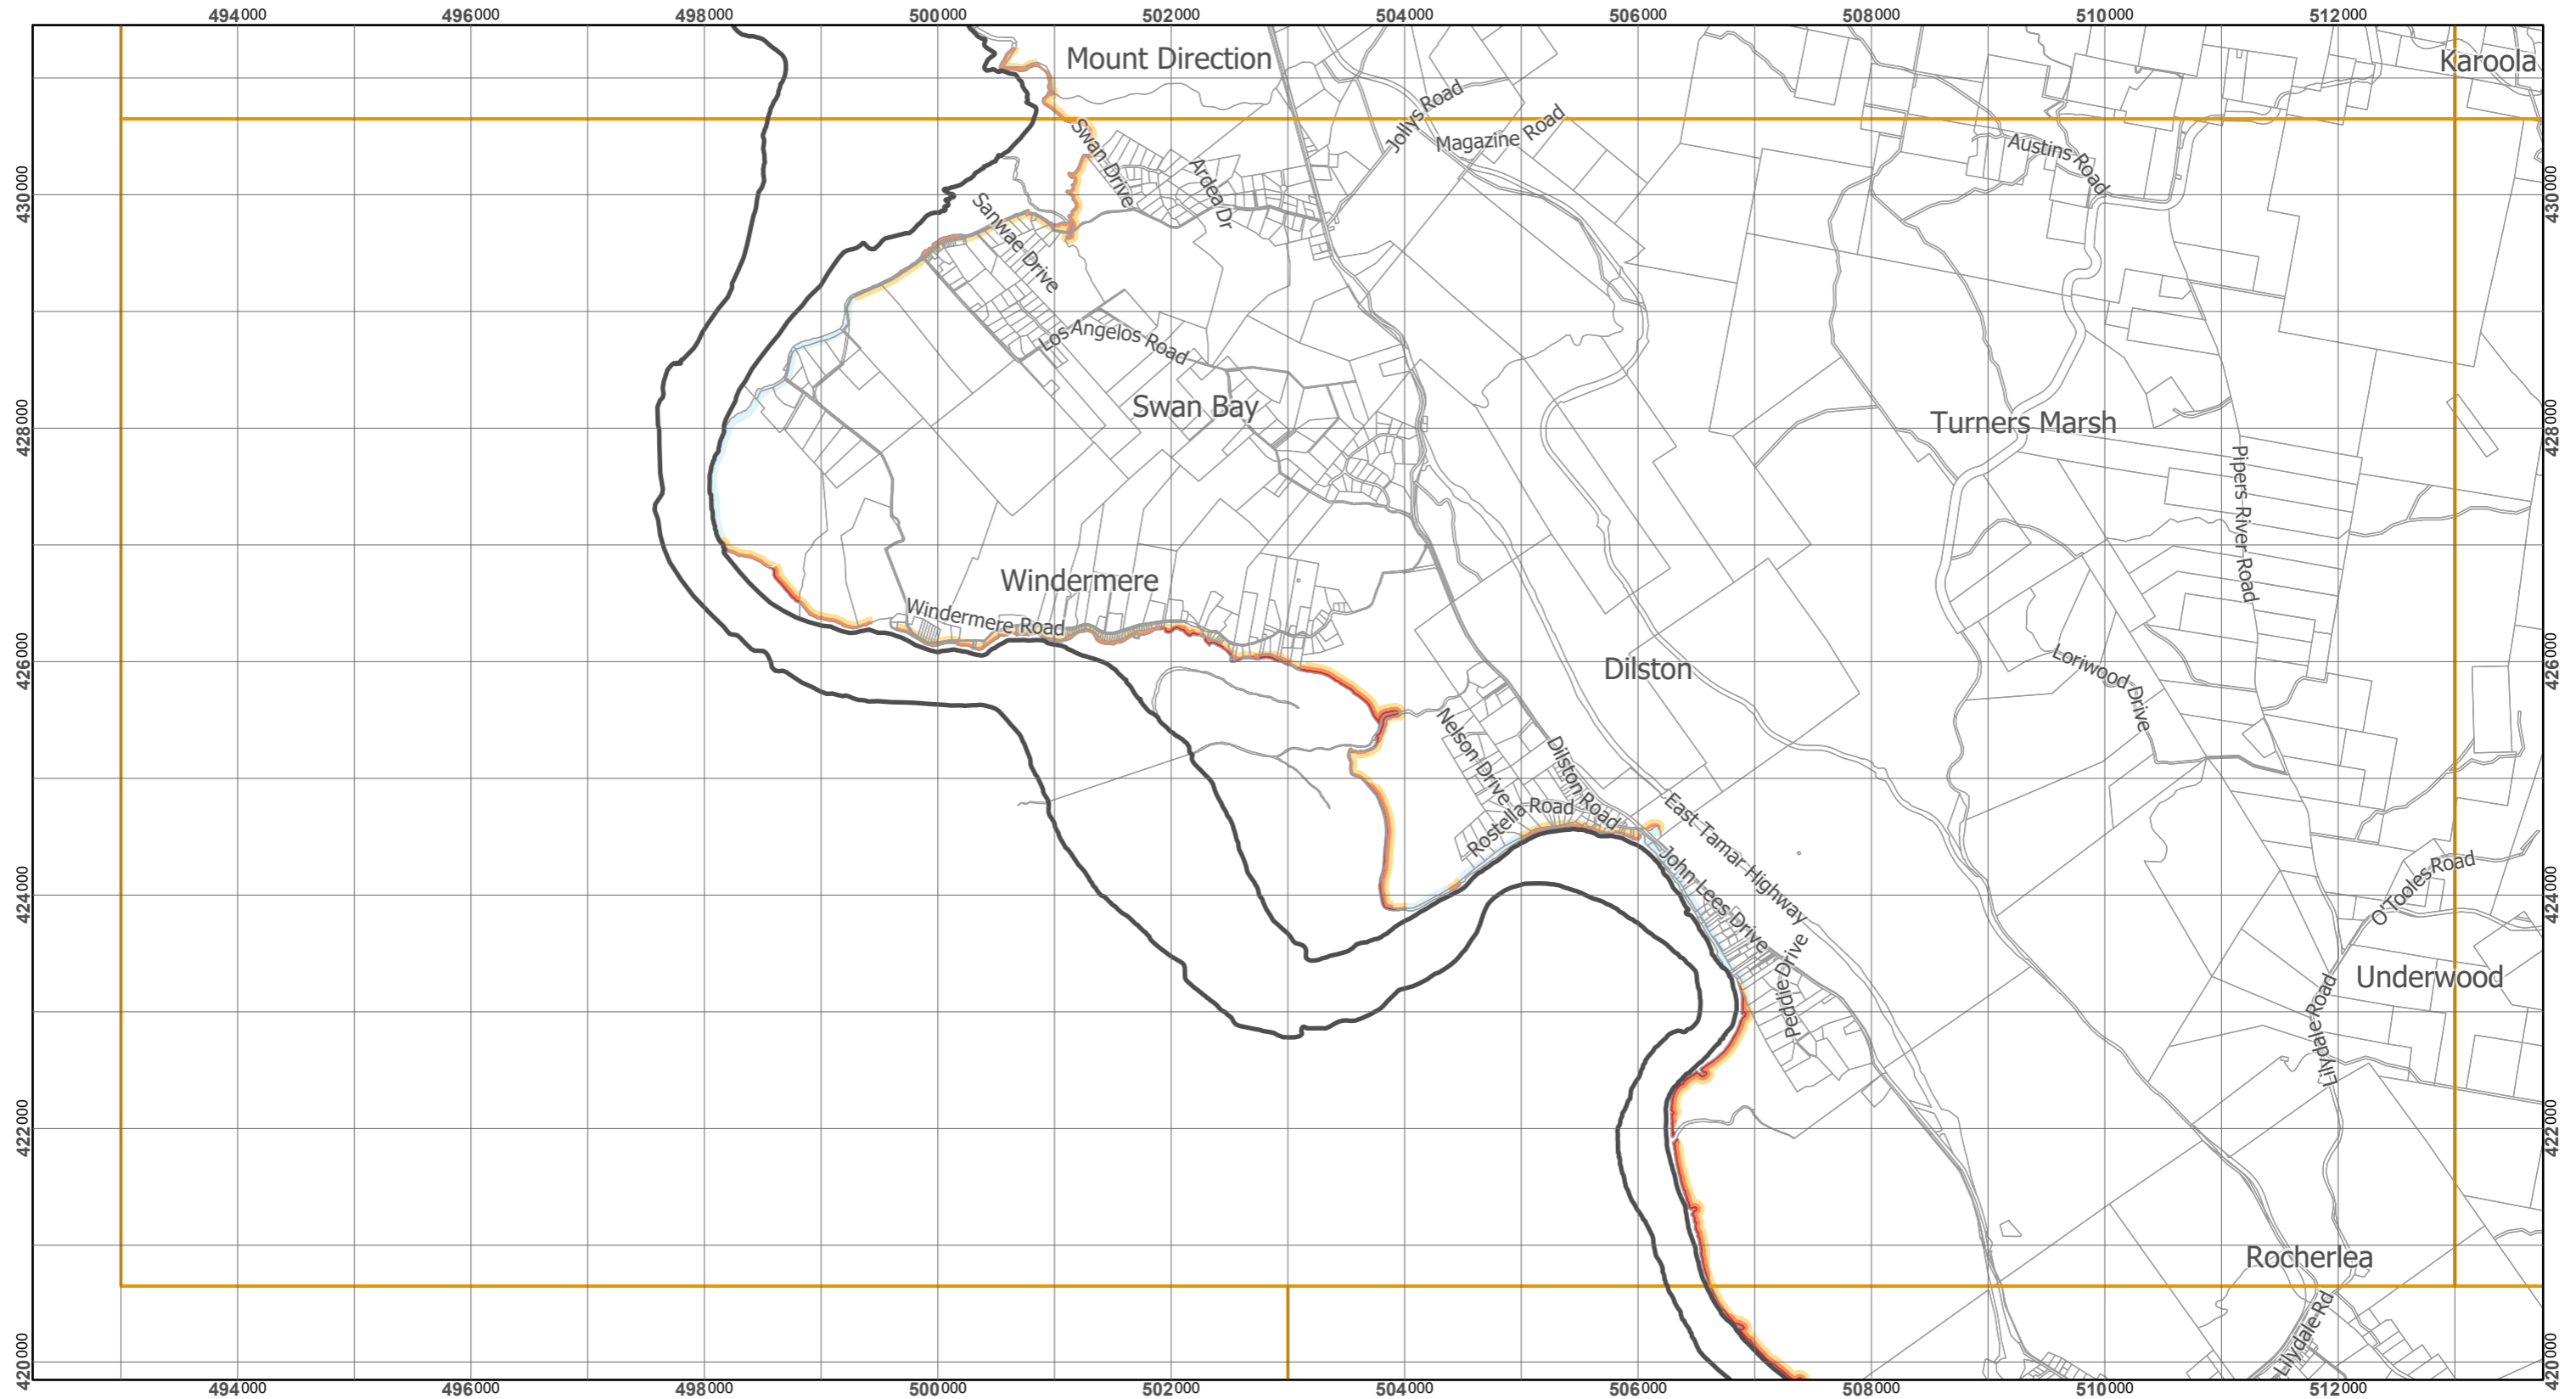 494000 496000 498000 500000 502000 504000 506000 508000 510000 512000
Mount Direction
Karoola
Jollys Road
Magazine Road
Swan Drive
Austins Road
Ardea Dr
430000
430000
Sanwae Drive
Los Angelos Road
Swan Bay
Turners Marsh
428000
428000
Pipers River Road
Windermere
Windermere Road
426000
Dilston
Loriwood Drive
426000
Nelson Drive
Dilston Road
Rostella Road
East Tamar Highway
John Lees Drive
O'Tooles Road
424000
424000
Peddie Drive
Underwood
Lilydale Road
422000
422000
Rocherlea
Lilydale Rd
420000
420000
494000 496000 498000 500000 502000 504000 506000 508000 510000 512000